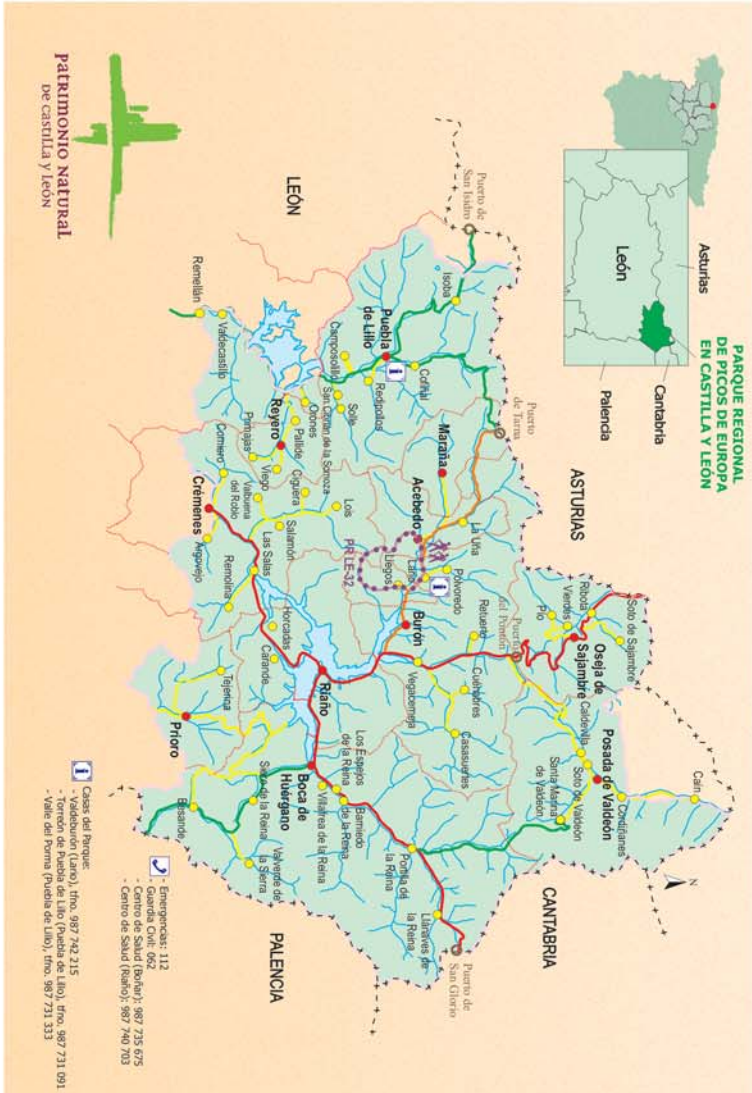 PARQUE REGIONAL
DE PICOS DE EUROPA
EN CASTILLA Y LEÓN
Asturias
León
Cantabria
Palencia
ASTURIAS
CANTABRIA
LEÓN
PALENCIA
N
Puerto de
San Isidro
Puerto
de Tarna
Puerto
del Pontón
Puerto de
San Glorio
Soto de Sajambre
Ribota
Vierdes
Pío
Oseja de
Sajambre
Caín
Cordiñanes
Posada de Valdeón
Caldevilla
Soto de Valdeón
Santa Marina
de Valdeón
Isoba
Cofiñal
Puebla
de Lillo
Redipollos
Camposolillo
Solle
San Cibrián de la Somoza
Orones
Maraña
Acebedo
La Uña
Lario
Liegos
Polvoredo
PR LE-32
Burón
Retuerto
Cuénabres
Casasuertes
Vegacerneja
Remellán
Valdecastillo
Reyero
Pallide
Primajas
Viego
Corniero
Ciguera
Lois
Salamón
Valbuena
del Roblo
Crémenes
Las Salas
Argovejo
Remolina
Horcadas
Carande
Riaño
Tejerina
Prioro
Los Espejos
de la Reina
Barniedo
de la Reina
Villafrea de la Reina
Boca de
Huérgano
Siero de la Reina
Besande
Valverde de
la Sierra
Portilla de
la Reina
Llánaves de
la Reina
PATRIMONIO NATURAL
DE CASTILLA Y LEÓN
- Emergencias: 112
- Guardia Civil: 062
- Centro de Salud (Boñar): 987 735 675
- Centro de Salud (Riaño): 987 740 703
i
Casas del Parque:
- Valdeburón (Lario), tfno. 987 742 215
- Torreón de Puebla de Lillo (Puebla de Lillo), tfno. 987 731 091
- Valle del Porma (Puebla de Lillo), tfno. 987 731 333